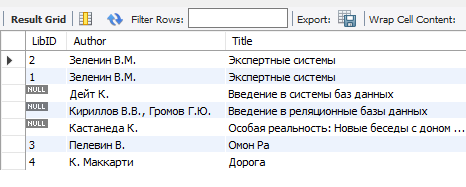 Result Grid Filter Rows: Export: Wrap Cell Content:
LibID Author Title
2 Зеленин В.М. Экспертные системы
1 Зеленин В.М. Экспертные системы
NULL Дейт К. Введение в системы баз данных
NULL Кириллов В.В., Громов Г.Ю. Введение в реляционные базы данных
NULL Кастанеда К. Особая реальность: Новые беседы с доном ...
3 Пелевин В. Омон Ра
4 К. Маккарти Дорога